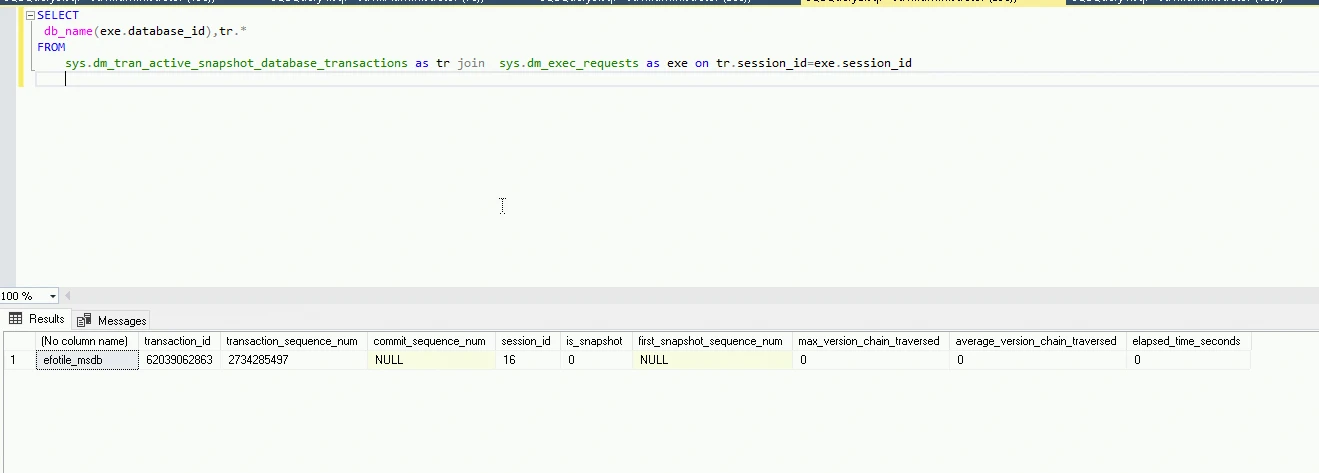 SELECT
db_name(exe.database_id),tr.*
FROM
sys.dm_tran_active_snapshot_database_transactions as tr join sys.dm_exec_requests as exe on tr.session_id=exe.session_id
100 %
Results Messages
(No column name) transaction_id transaction_sequence_num commit_sequence_num session_id is_snapshot first_snapshot_sequence_num max_version_chain_traversed average_version_chain_traversed elapsed_time_seconds
1 efotile_msdb 62039062863 2734285497 NULL 16 0 NULL 0 0 0